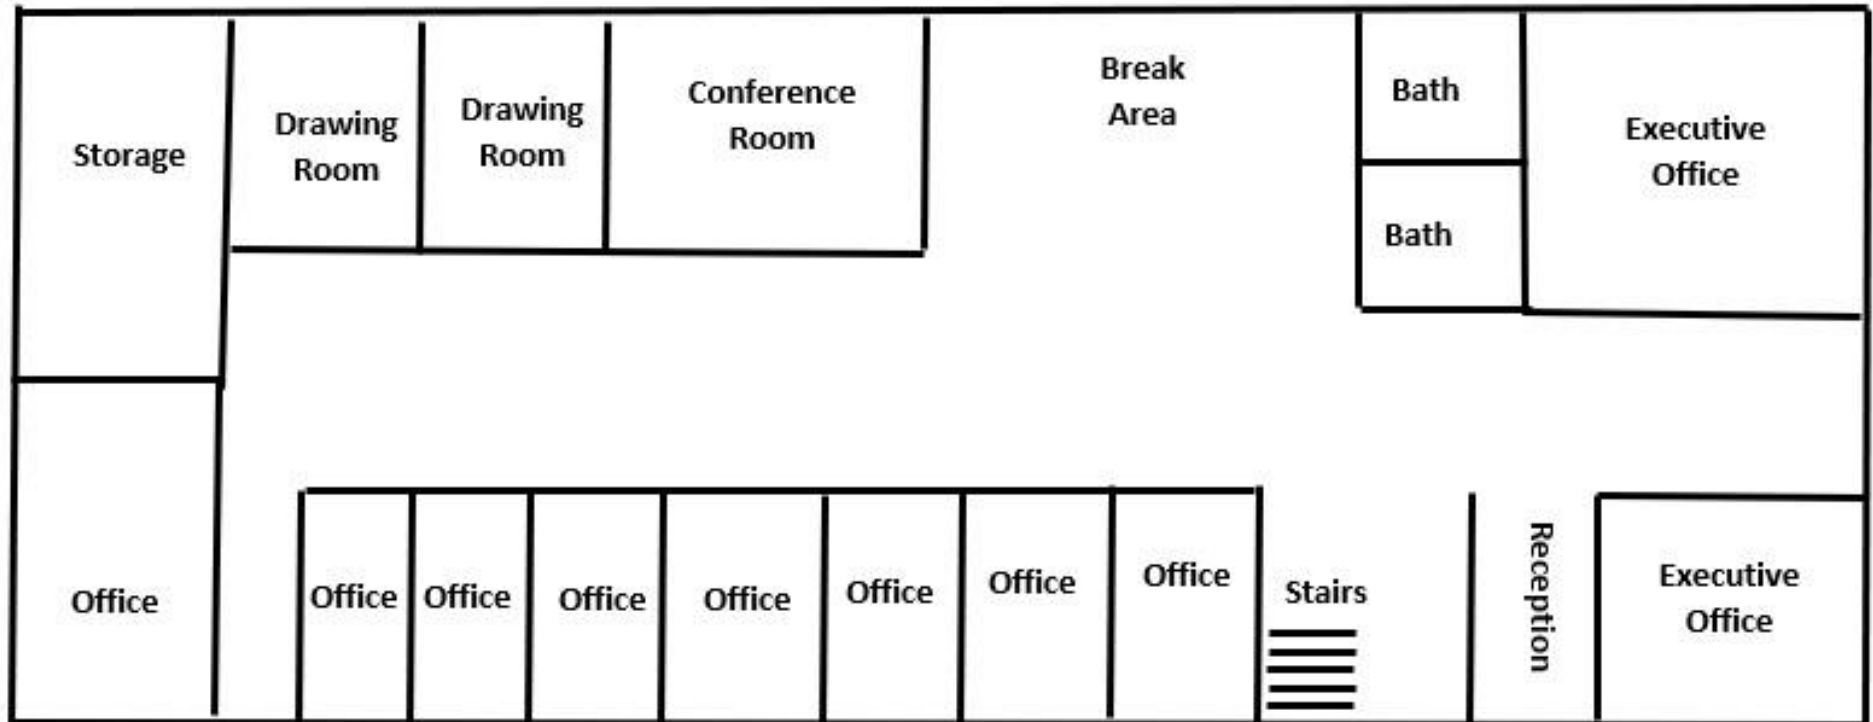 Storage
Drawing
Room
Drawing
Room
Conference
Room
Break
Area
Bath
Bath
Executive
Office
Office
Office
Office
Office
Office
Office
Office
Office
Stairs
Reception
Executive
Office